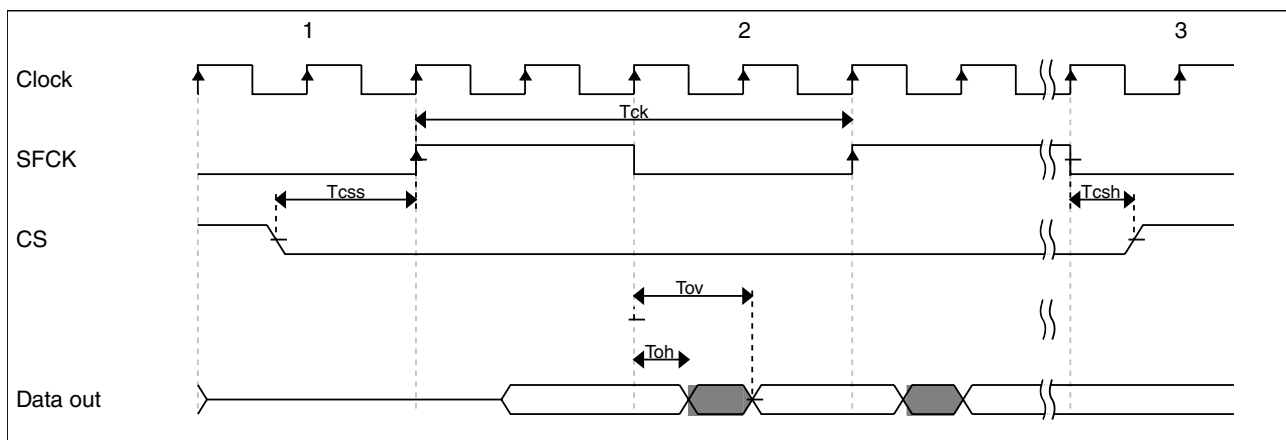 1 2 3
Clock
Tck
SFCK
Tcss Tcsh
CS
Tov
Toh
Data out